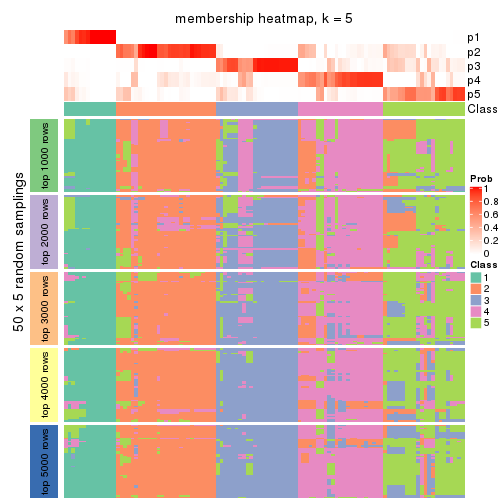 membership heatmap, k = 5
p1
p2
p3
p4
p5
Class
50 x 5 random samplings
top 1000 rows
top 2000 rows
top 3000 rows
top 4000 rows
top 5000 rows
Prob
1
0.8
0.6
0.4
0.2
0
Class
1
2
3
4
5